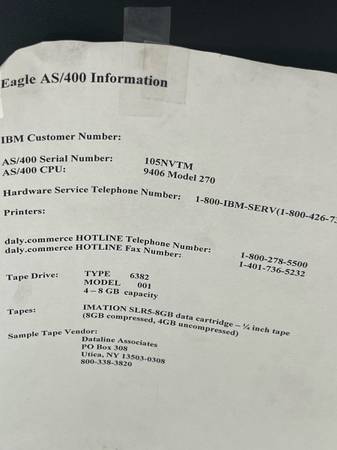 Eagle AS/400 Information
IBM Customer Number:
AS/400 Serial Number: 105NVTM
AS/400 CPU: 9406 Model 270
Hardware Service Telephone Number: 1-800-IBM-SERV(1-800-426-73
Printers:
daly.commerce HOTLINE Telephone Number: 1-800-278-5500
daly.commerce HOTLINE Fax Number: 1-401-736-5232
Tape Drive: TYPE 6382
MODEL 001
4 – 8 GB capacity
Tapes: IMATION SLR5-8GB data cartridge – ¼ inch tape
(8GB compressed, 4GB uncompressed)
Sample Tape Vendor:
Dataline Associates
PO Box 308
Utica, NY 13503-0308
800-338-3820